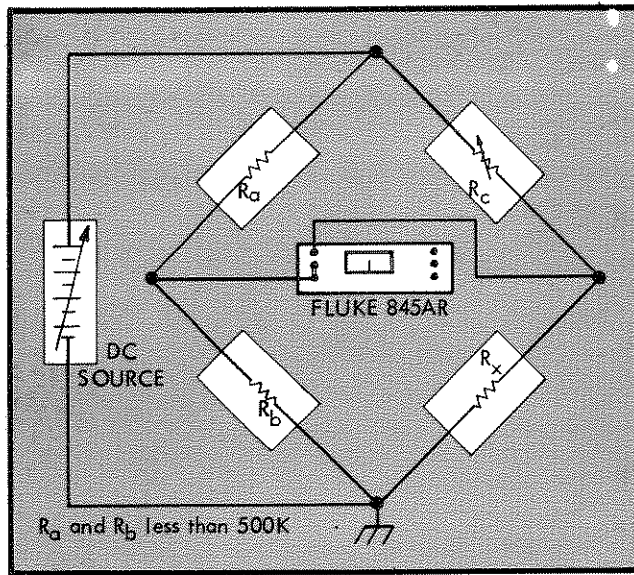 Ra
Rc
FLUKE 845AR
DC
SOURCE
Rb
Rx
Ra and Rb less than 500K